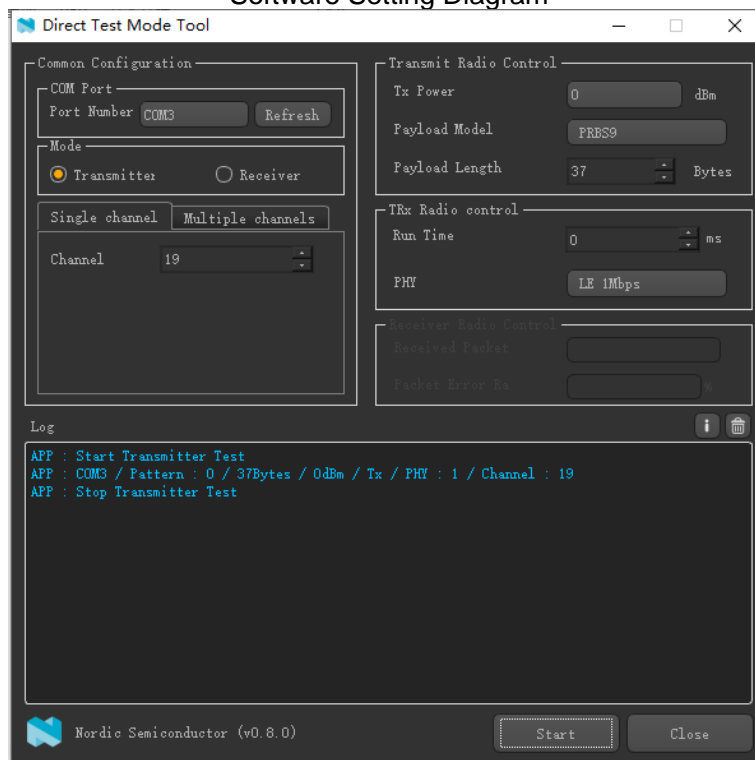 Software Setting Diagram
Direct Test Mode Tool
Common Configuration
COM Port
Port Number COM3 Refresh
Mode
Transmitter Receiver
Single channel Multiple channels
Channel 19
Transmit Radio Control
Tx Power 0 dBm
Payload Model PRBS9
Payload Length 37 Bytes
TRx Radio control
Run Time 0 ms
PHY LE 1Mbps
Receiver Radio Control
Received Packet
Packet Error Ra %
Log
APP : Start Transmitter Test
APP : COM3 / Pattern : 0 / 37Bytes / 0dBm / Tx / PHY : 1 / Channel : 19
APP : Stop Transmitter Test
Nordic Semiconductor (v0.8.0) Start Close